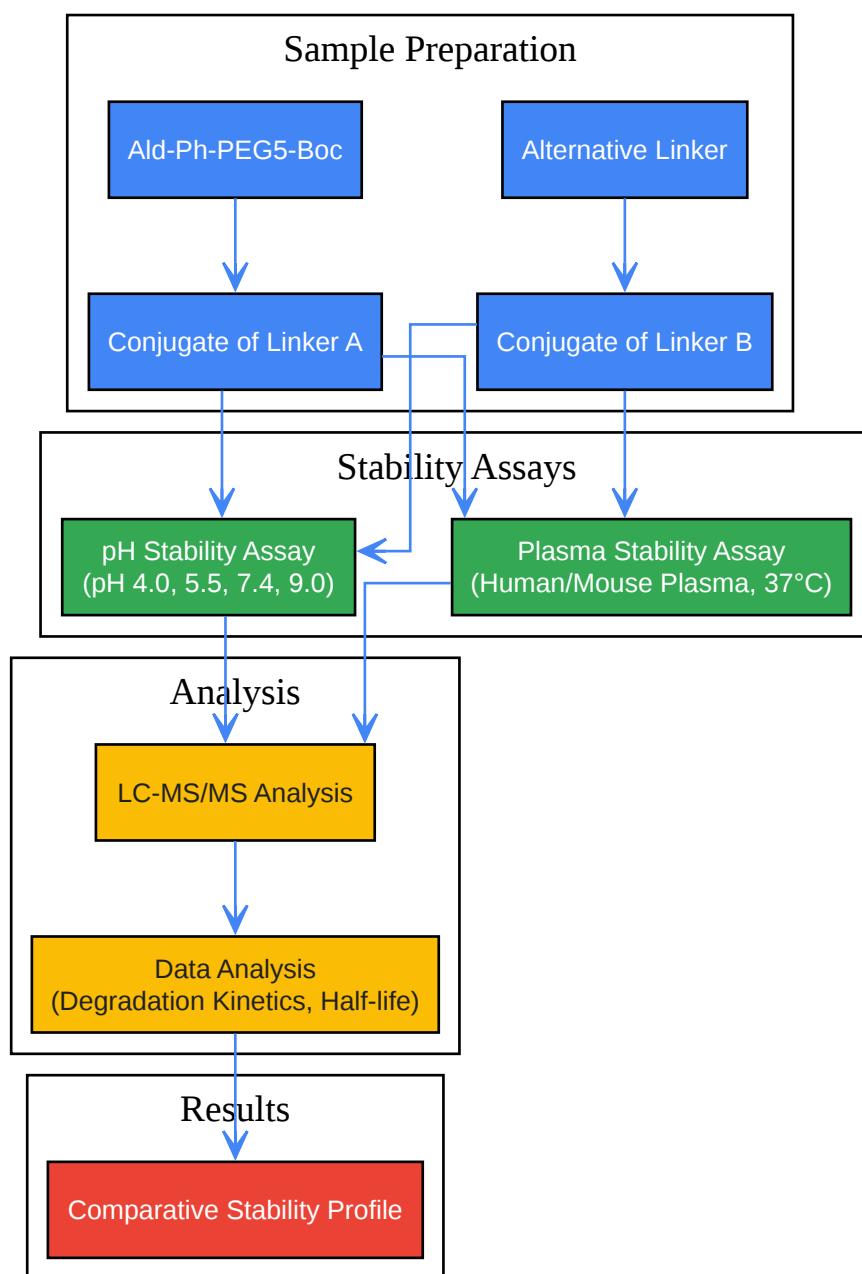 Sample Preparation
Ald-Ph-PEG5-Boc
Alternative Linker
Conjugate of Linker A
Conjugate of Linker B
Stability Assays
pH Stability Assay
(pH 4.0, 5.5, 7.4, 9.0)
Plasma Stability Assay
(Human/Mouse Plasma, 37°C)
Analysis
LC-MS/MS Analysis
Data Analysis
(Degradation Kinetics, Half-life)
Results
Comparative Stability Profile